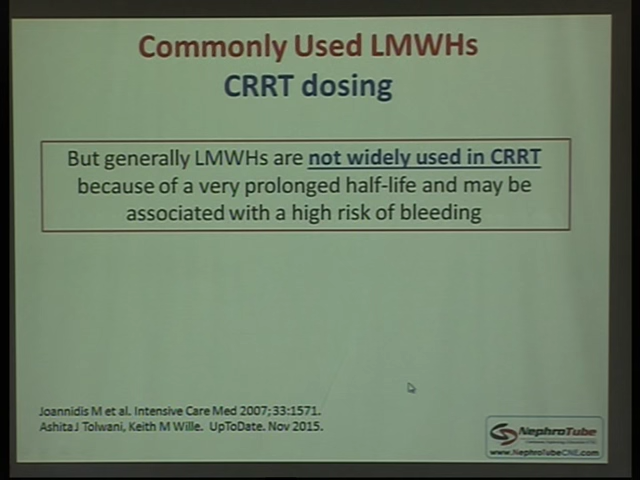 Commonly Used LMWHs
CRRT dosing
But generally LMWHs are not widely used in CRRT
because of a very prolonged half-life and may be
associated with a high risk of bleeding
Joannidis M et al. Intensive Care Med 2007; 33:1571.
Ashita J Tolwani, Keith M Wille. UpToDate. Nov 2015.
NephroTube
www.NephroTubeCNE.com